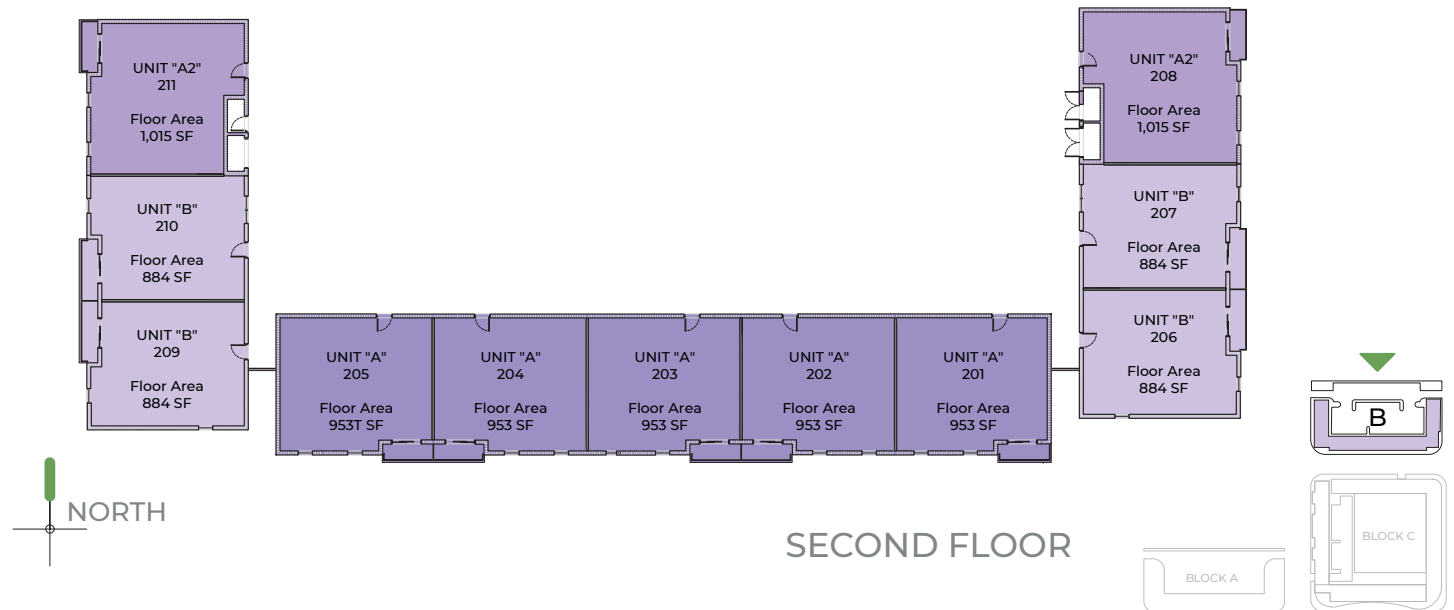 UNIT "A2"
211
Floor Area
1,015 SF
UNIT "A2"
208
Floor Area
1,015 SF
UNIT "B"
210
Floor Area
884 SF
UNIT "B"
207
Floor Area
884 SF
UNIT "B"
209
Floor Area
884 SF
UNIT "A"
205
Floor Area
953T SF
UNIT "A"
204
Floor Area
953 SF
UNIT "A"
203
Floor Area
953 SF
UNIT "A"
202
Floor Area
953 SF
UNIT "A"
201
Floor Area
953 SF
UNIT "B"
206
Floor Area
884 SF
B
NORTH
SECOND FLOOR
BLOCK C
BLOCK A